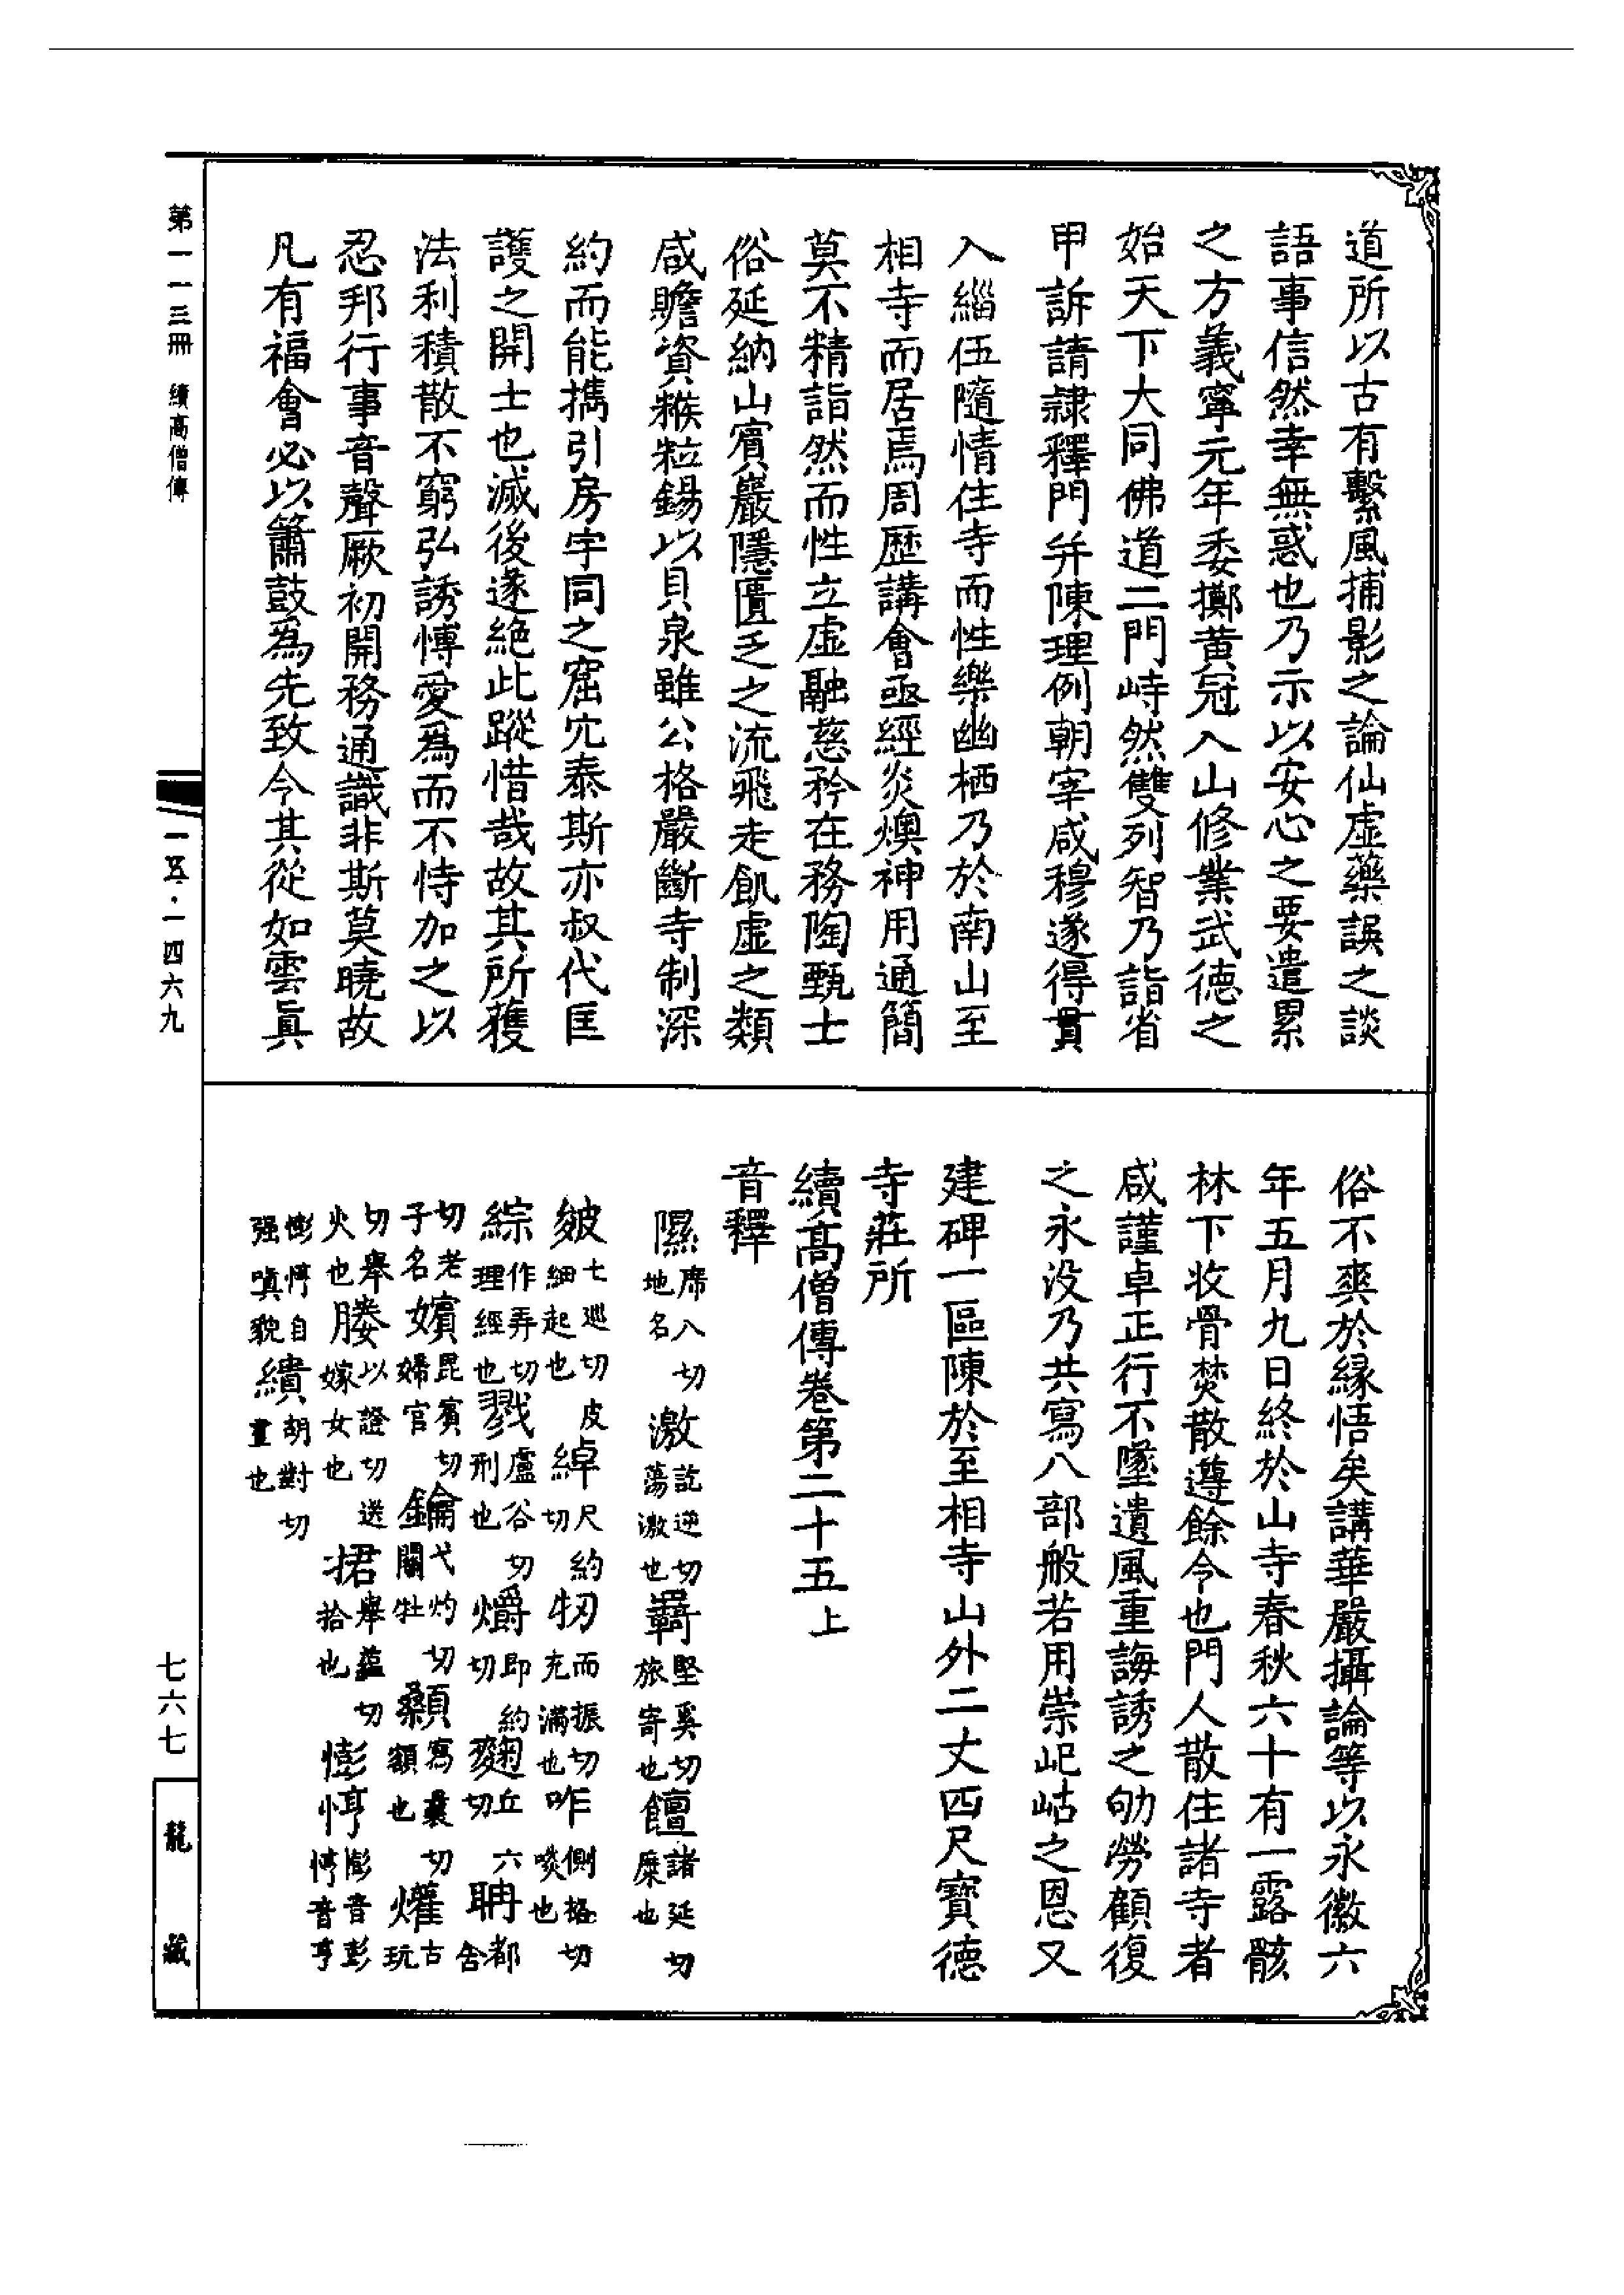 道所以古有繫風捕影之論仙虛藥誤之談
語事信然幸無惑也乃示以安心之要遣累
之方義寧元年委擲黃冠入山修業武德之
始天下大同佛道二門峙然雙列智乃詣省
甲訴請隷釋門并陳理例朝宰咸穆遂得貫
入緇伍隨情住寺而性樂幽栖乃於南山至
相寺而居焉周歷講會亟經炎燠神用通簡
莫不精詣然而性立虛融慈矜在務陶甄士
俗延納山賓巖隱匱乏之流飛走飢虛之類
咸贍資糇粒錫以貝泉雖公格嚴斷寺制深
約而能攜引房宇同之窟穴泰斯亦叔代匡
護之開士也滅後遂絕此蹤惜哉故其所獲
法利積散不窮弘誘博愛爲而不恃加之以
忍邦行事音聲厥初開務通識非斯莫曉故
凡有福會必以簫鼓爲先致今其從如雲眞
俗不爽於緣悟矣講華嚴攝論等以永徽六
年五月九日終於山寺春秋六十有一露骸
林下收骨焚散遵餘令也門人散住諸寺者
咸謹卓正行不墜遺風重誨誘之劬勞顧復
之永没乃共寫八部般若用崇屺岵之恩又
建碑一區陳於至相寺山外二丈四尺寶德
寺莊所
續高僧傳卷第二十五上
音釋
隰席入切地名 激訖逆切蕩激也 羇堅奚切旅寄也 饘諸延切糜也
皴七巡切皮細起也 綽尺約切 牣而振切充滿也 咋側格切啖也
綜作弄切理經也 戮盧谷切刑也 爝即約切 麴丘六切 聃都舍
切老子名 嬪毘賓切婦官 鑰弋灼切關牡 顙寫曩切額也 爟古玩
切舉火也 媵以證切送嫁女也 捃舉蘊切拾也 憉悙憉音彭悙音亨
憉悙自强嗔貌 繢胡對切畫也
第一一三冊 續高僧傳
一五·一四六九
七六七
龍藏